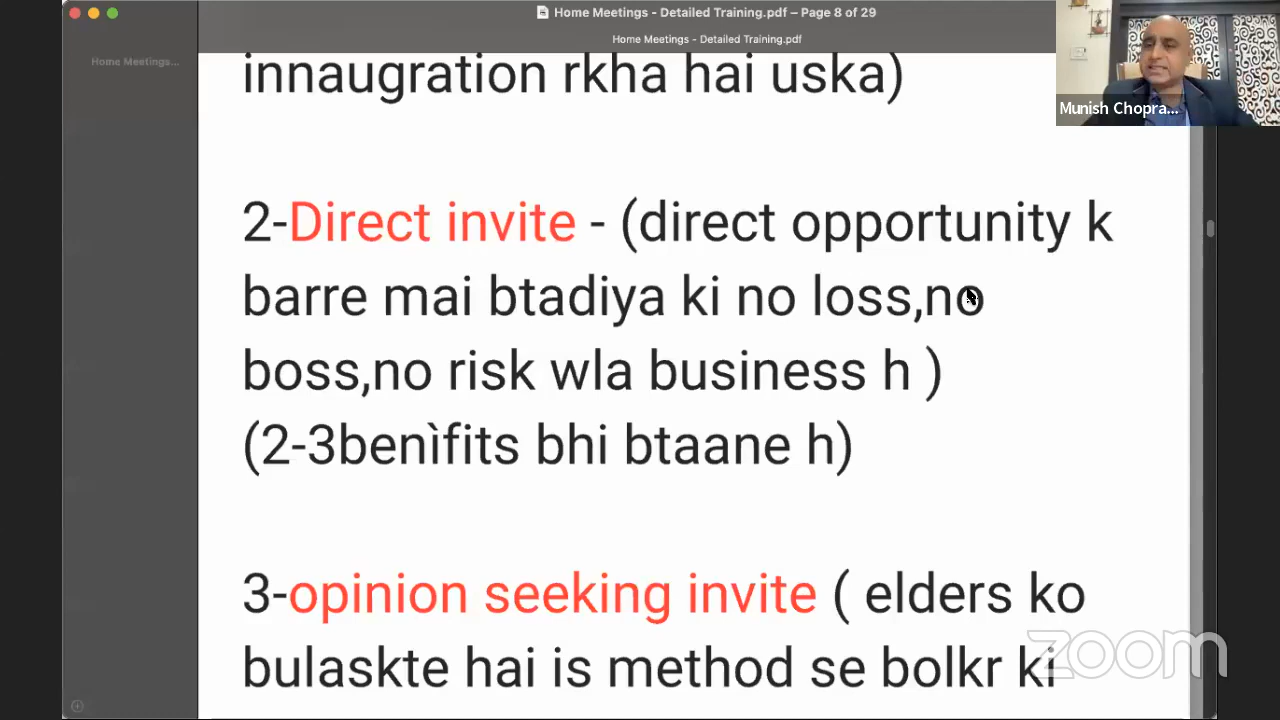 Home Meetings - Detailed Training.pdf – Page 8 of 29
Home Meetings - Detailed Training.pdf
Home Meetings...
Munish Chopra...
innaugration rkha hai uska)
2-Direct invite - (direct opportunity k
barre mai btadiya ki no loss,no
boss,no risk wla business h )
(2-3benìfits bhi btaane h)
3-opinion seeking invite ( elders ko
bulaskte hai is method se bolkr ki
zoom